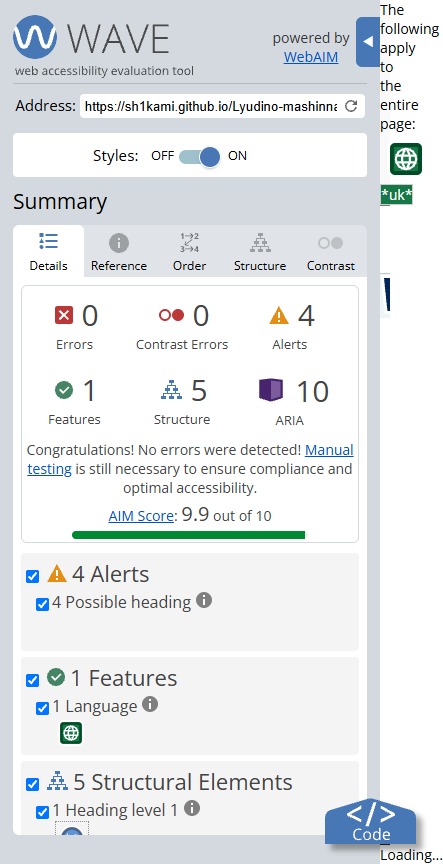 WAVE
web accessibility evaluation tool
powered by
WebAIM
Address: https://sh1kami.github.io/Lyudino-mashinna
Styles: OFF ON
Summary
Details Reference Order Structure Contrast
0 0 4
Errors Contrast Errors Alerts
1 5 10
Features Structure ARIA
Congratulations! No errors were detected! Manual
testing is still necessary to ensure compliance and
optimal accessibility.
AIM Score: 9.9 out of 10
4 Alerts
4 Possible heading
1 Features
1 Language
5 Structural Elements
1 Heading level 1
</> 
Code
The
following
apply
to
the
entire
page:
*uk*
Loading...